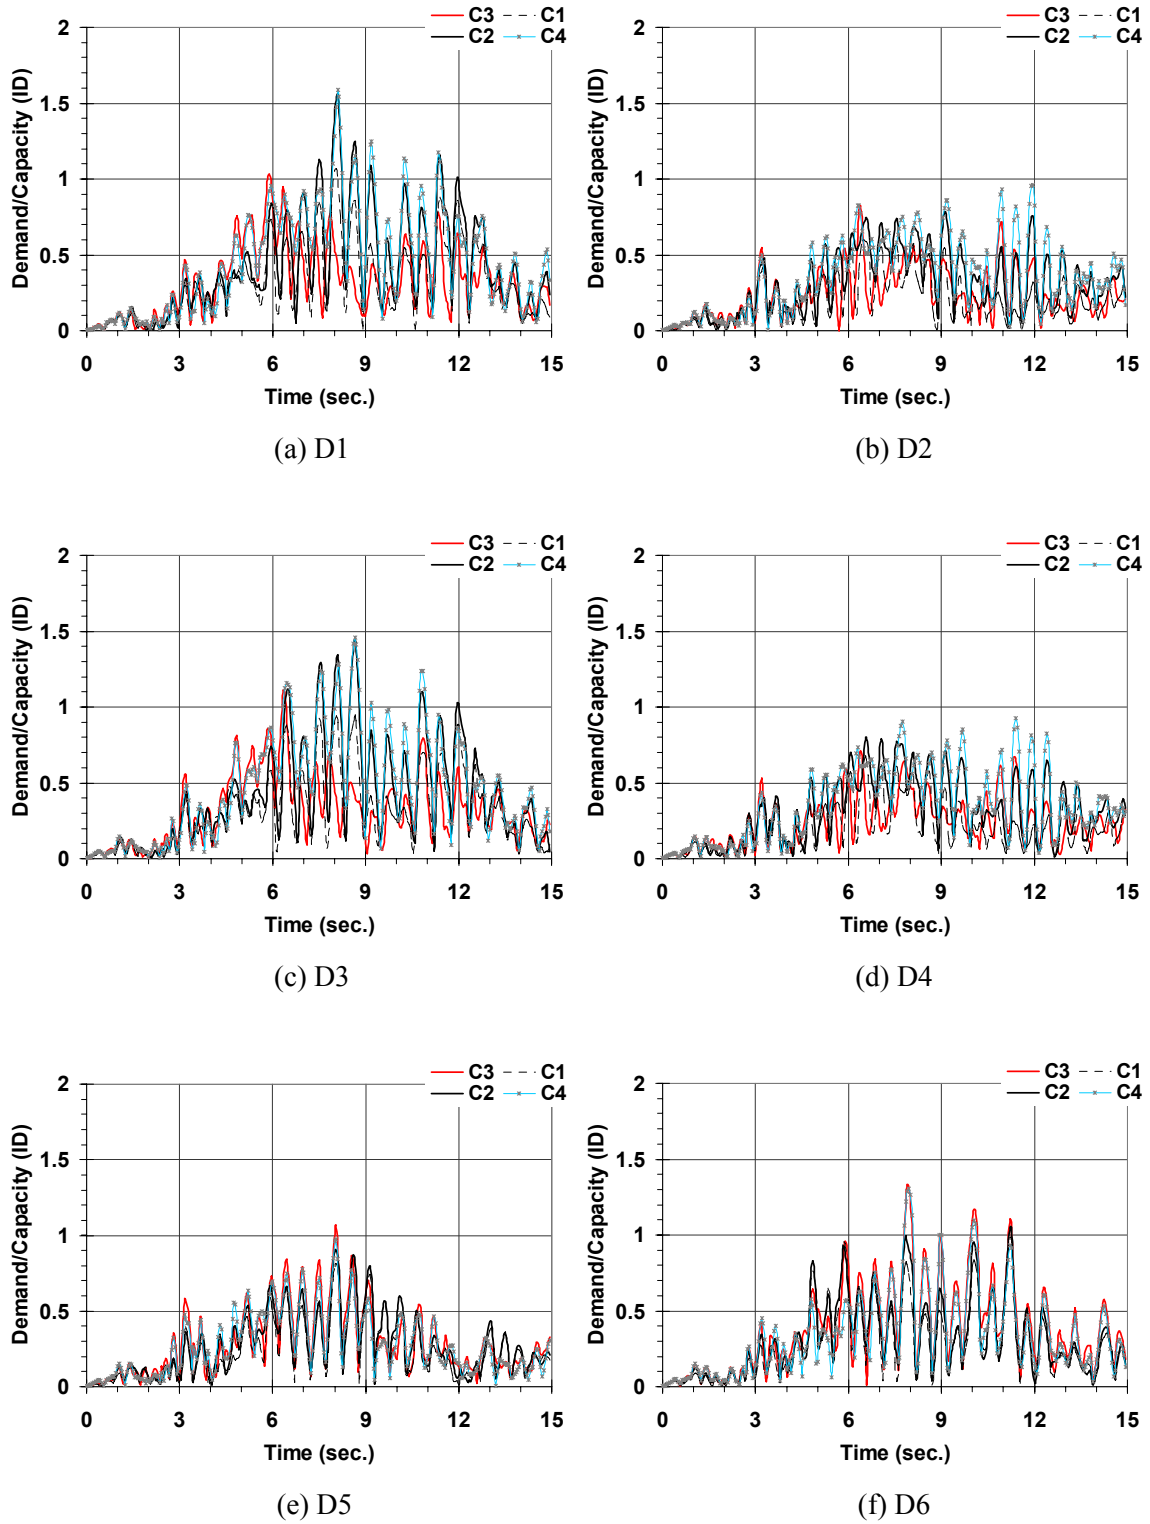 C3 C1
C2 C4
Demand/Capacity (ID)
2
1.5
1
0.5
0
0 3 6 9 12 15
Time (sec.)
(a) D1
C3 C1
C2 C4
Demand/Capacity (ID)
2
1.5
1
0.5
0
0 3 6 9 12 15
Time (sec.)
(b) D2
C3 C1
C2 C4
Demand/Capacity (ID)
2
1.5
1
0.5
0
0 3 6 9 12 15
Time (sec.)
(c) D3
C3 C1
C2 C4
Demand/Capacity (ID)
2
1.5
1
0.5
0
0 3 6 9 12 15
Time (sec.)
(d) D4
C3 C1
C2 C4
Demand/Capacity (ID)
2
1.5
1
0.5
0
0 3 6 9 12 15
Time (sec.)
(e) D5
C3 C1
C2 C4
Demand/Capacity (ID)
2
1.5
1
0.5
0
0 3 6 9 12 15
Time (sec.)
(f) D6